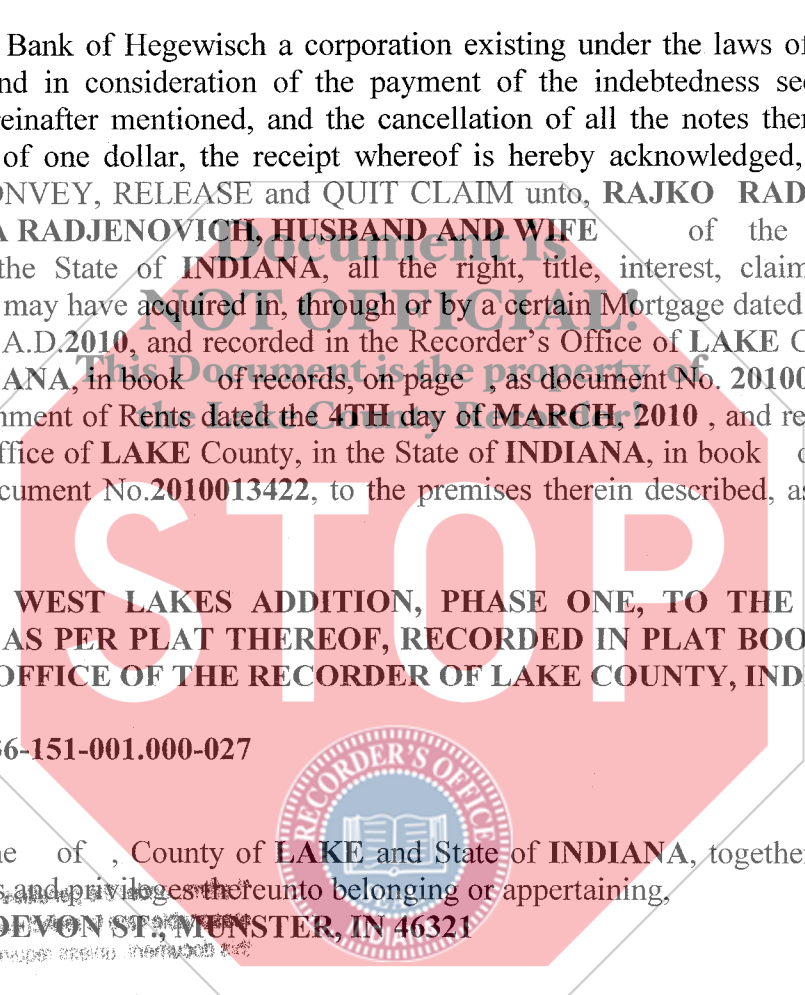 Bank of Hegewisch a corporation existing under the laws of
nd in consideration of the payment of the indebtedness se
reinafter mentioned, and the cancellation of all the notes ther
of one dollar, the receipt whereof is hereby acknowledged,
ONVEY, RELEASE and QUIT CLAIM unto, RAJKO RAD
A RADJENOVICH, HUSBAND AND WIFE of the
Document is
the State of INDIANA, all the right, title, interest, claim
may have acquired in, through or by a certain Mortgage dated
NOT OFFICIAL!
A.D.2010, and recorded in the Recorder's Office of LAKE C
This Document is the property of
ANA, in book of records, on page , as document No. 20100
the Lake County Recorder!
nment of Rents dated the 4TH day of MARCH, 2010 , and re
ffice of LAKE County, in the State of INDIANA, in book
cument No.2010013422, to the premises therein described, as
STOP
WEST LAKES ADDITION, PHASE ONE, TO THE
AS PER PLAT THEREOF, RECORDED IN PLAT BOO
OFFICE OF THE RECORDER OF LAKE COUNTY, IND
6-151-001.000-027
RECORDER'S OFFICE
ne of , County of LAKE and State of INDIANA, together
s and privileges thereunto belonging or appertaining,
DEVON ST., MUNSTER, IN 46321
INDIANA